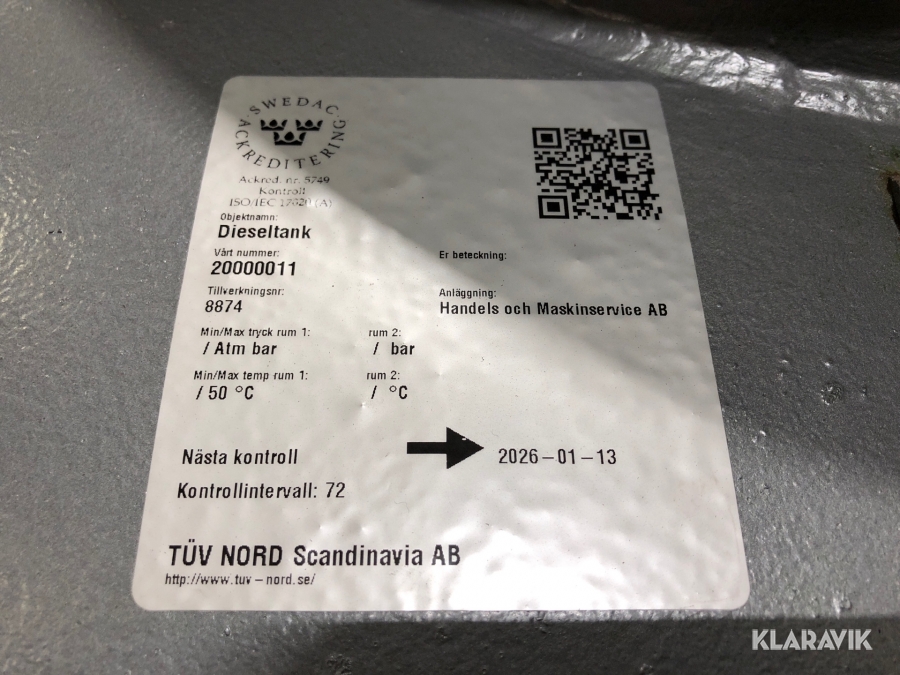 SWEDAC
ACKREDITERING
Ackred. nr. 5749
Kontroll
ISO/IEC 17020 (A)
Objektnamn:
Dieseltank
Vårt nummer:
20000011
Er beteckning:
Tillverkningsnr:
8874
Anläggning:
Handels och Maskinservice AB
Min/Max tryck rum 1: rum 2:
/ Atm bar / bar
Min/Max temp rum 1: rum 2:
/ 50 °C / °C
Nästa kontroll 2026-01-13
Kontrollintervall: 72
TÜV NORD Scandinavia AB
http://www.tuv-nord.se/
KLARAVIK